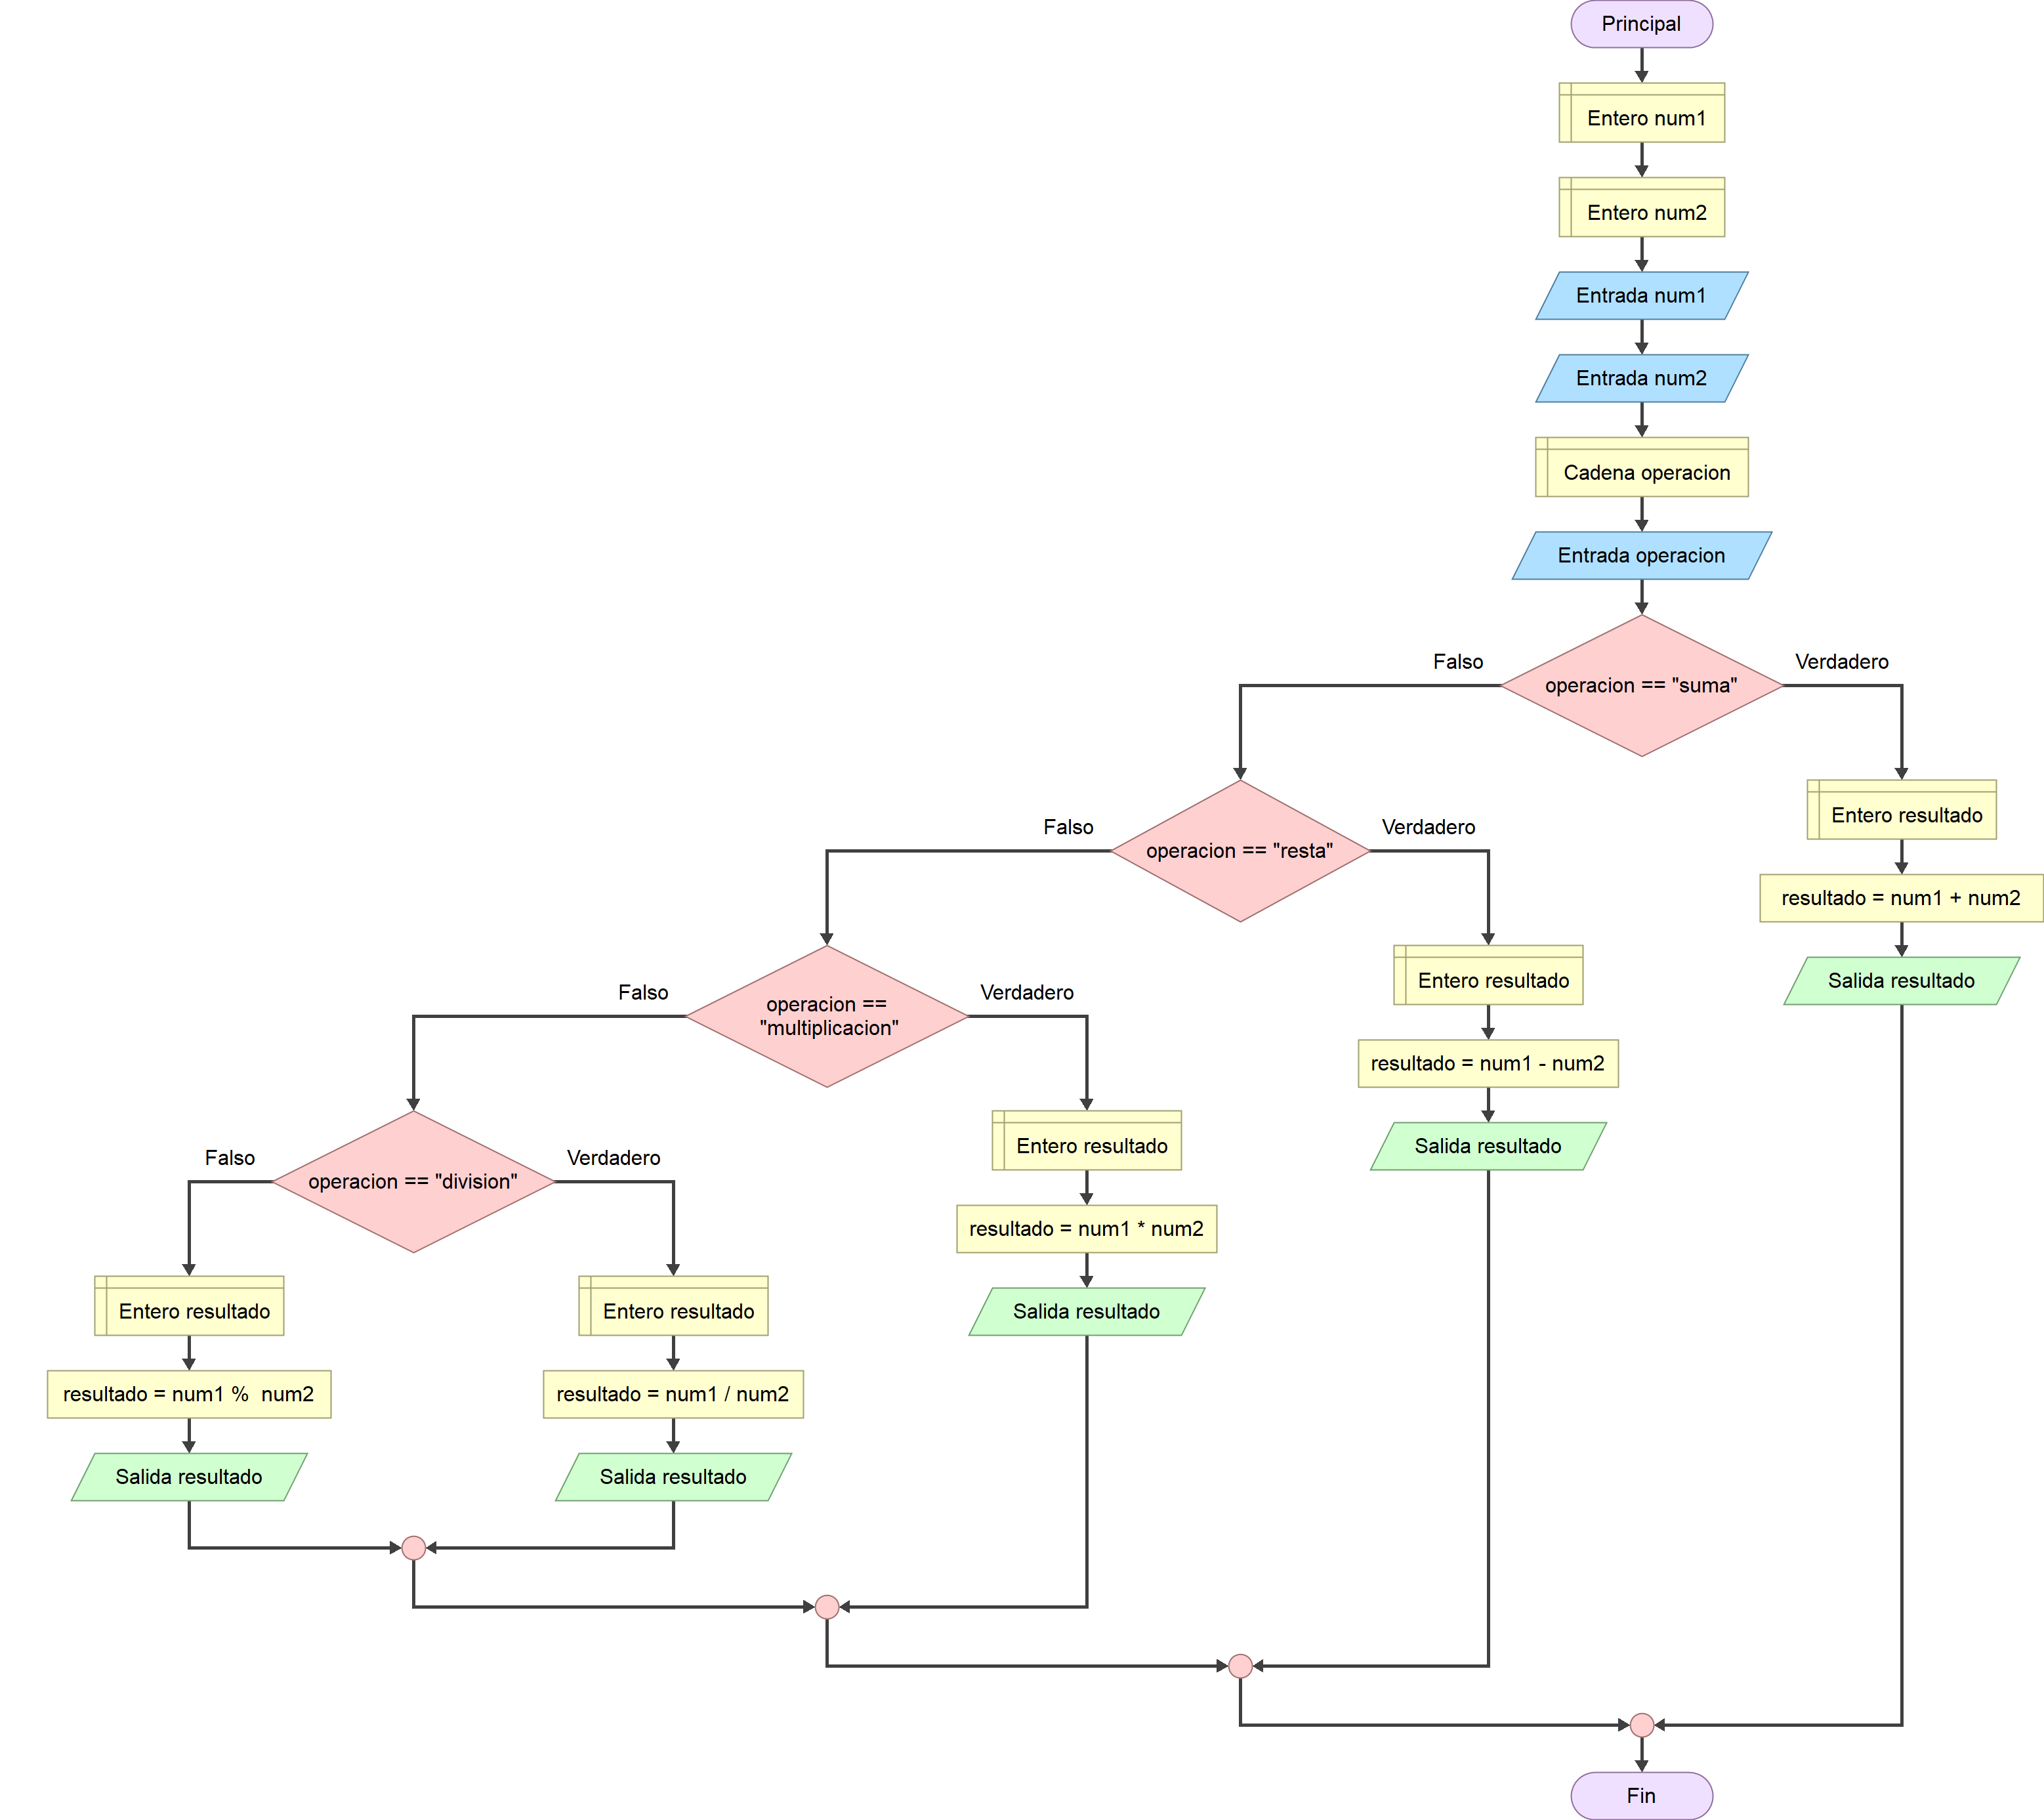 Principal
Entero num1
Entero num2
Entrada num1
Entrada num2
Cadena operacion
Entrada operacion
Falso
Verdadero
operacion == "suma"
Entero resultado
resultado = num1 + num2
Salida resultado
Falso
Verdadero
operacion == "resta"
Entero resultado
resultado = num1 - num2
Salida resultado
Falso
Verdadero
operacion ==
"multiplicacion"
Entero resultado
resultado = num1 * num2
Salida resultado
Falso
Verdadero
operacion == "division"
Entero resultado
resultado = num1 / num2
Salida resultado
Entero resultado
resultado = num1 %  num2
Salida resultado
Fin